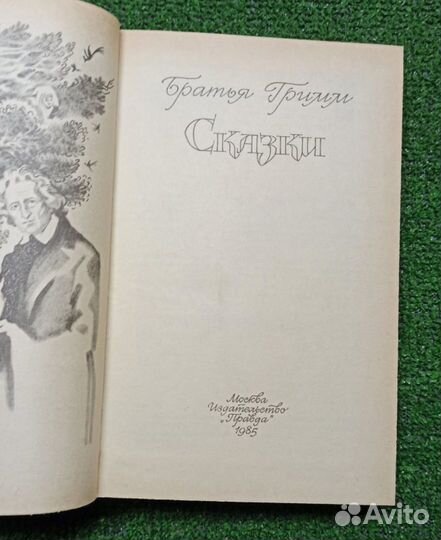 Братья Гримм
Сказки
Москва
Издательство
„Правда"
1985
Avito